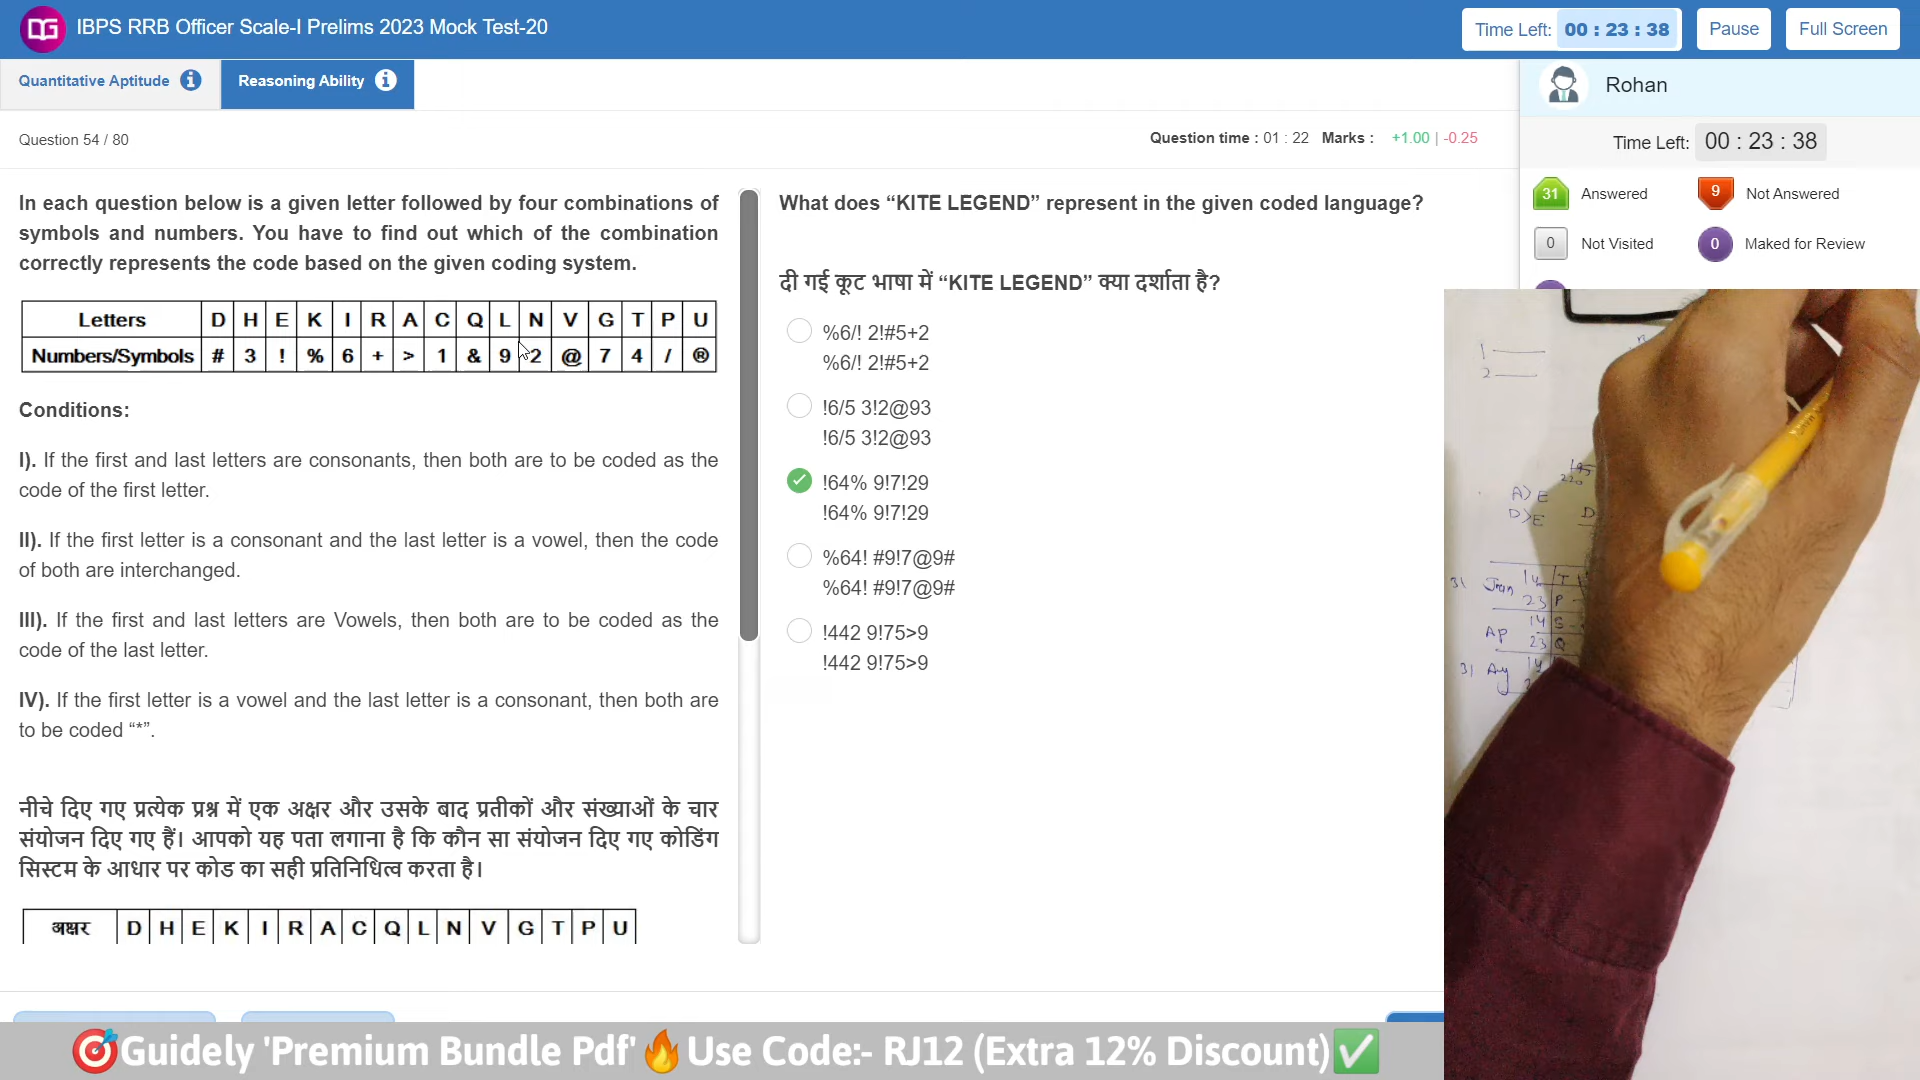 IBPS RRB Officer Scale-I Prelims 2023 Mock Test-20
Time Left: 00 : 23 : 38
Pause
Full Screen
Quantitative Aptitude
Reasoning Ability
Rohan
Question 54 / 80
Question time : 01 : 22 Marks : +1.00 | -0.25
Time Left: 00 : 23 : 38
31 Answered
9 Not Answered
0 Not Visited
0 Maked for Review
In each question below is a given letter followed by four combinations of
symbols and numbers. You have to find out which of the combination
correctly represents the code based on the given coding system.
Letters D H E K I R A C Q L N V G T P U
Numbers/Symbols # 3 ! % 6 + > 1 & 9 2 @ 7 4 / ®
Conditions:
I). If the first and last letters are consonants, then both are to be coded as the
code of the first letter.
II). If the first letter is a consonant and the last letter is a vowel, then the code
of both are interchanged.
III). If the first and last letters are Vowels, then both are to be coded as the
code of the last letter.
IV). If the first letter is a vowel and the last letter is a consonant, then both are
to be coded “*”.
नीचे दिए गए प्रत्येक प्रश्न में एक अक्षर और उसके बाद प्रतीकों और संख्याओं के चार
संयोजन दिए गए हैं। आपको यह पता लगाना है कि कौन सा संयोजन दिए गए कोडिंग
सिस्टम के आधार पर कोड का सही प्रतिनिधित्व करता है।
अक्षर D H E K I R A C Q L N V G T P U
What does “KITE LEGEND” represent in the given coded language?
दी गई कूट भाषा में “KITE LEGEND” क्या दर्शाता है?
%6/! 2!#5+2
%6/! 2!#5+2
!6/5 3!2@93
!6/5 3!2@93
!64% 9!7!29
!64% 9!7!29
%64! #9!7@9#
%64! #9!7@9#
!442 9!75>9
!442 9!75>9
1
2
195
220
A>E
D>E D
31 Jan 14 T
23 P
14 S
Ap 23 Q
31 Aug 14
🎯Guidely 'Premium Bundle Pdf'🔥Use Code:- RJ12 (Extra 12% Discount)✅